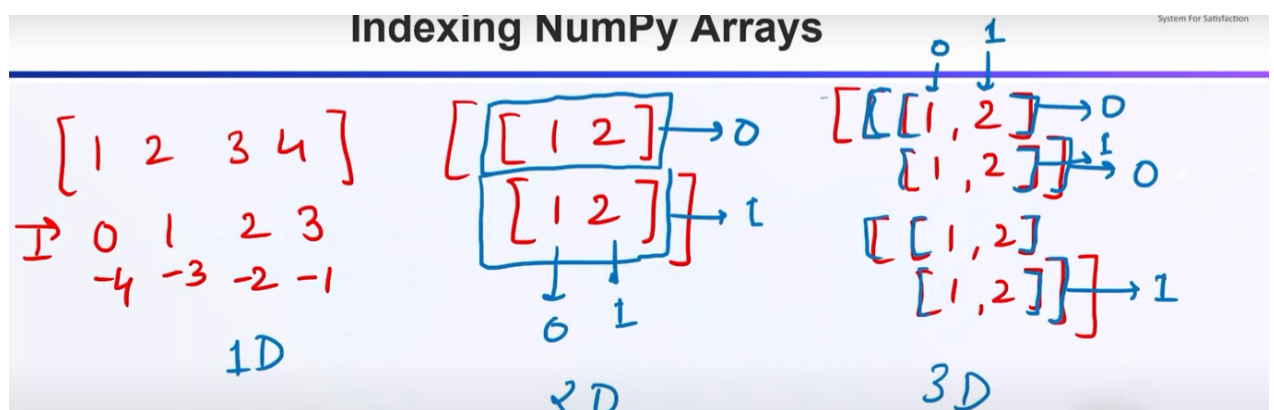 System For Satisfaction
Indexing NumPy Arrays
[1 2 3 4]
I → 0 1 2 3
-4 -3 -2 -1
1D
[[1 2] → 0
[1 2]] → 1
0 1
2D
0 1
[[[1, 2] → 0
[1, 2]] → 1 → 0
[[1, 2]
[1, 2]]] → 1
3D